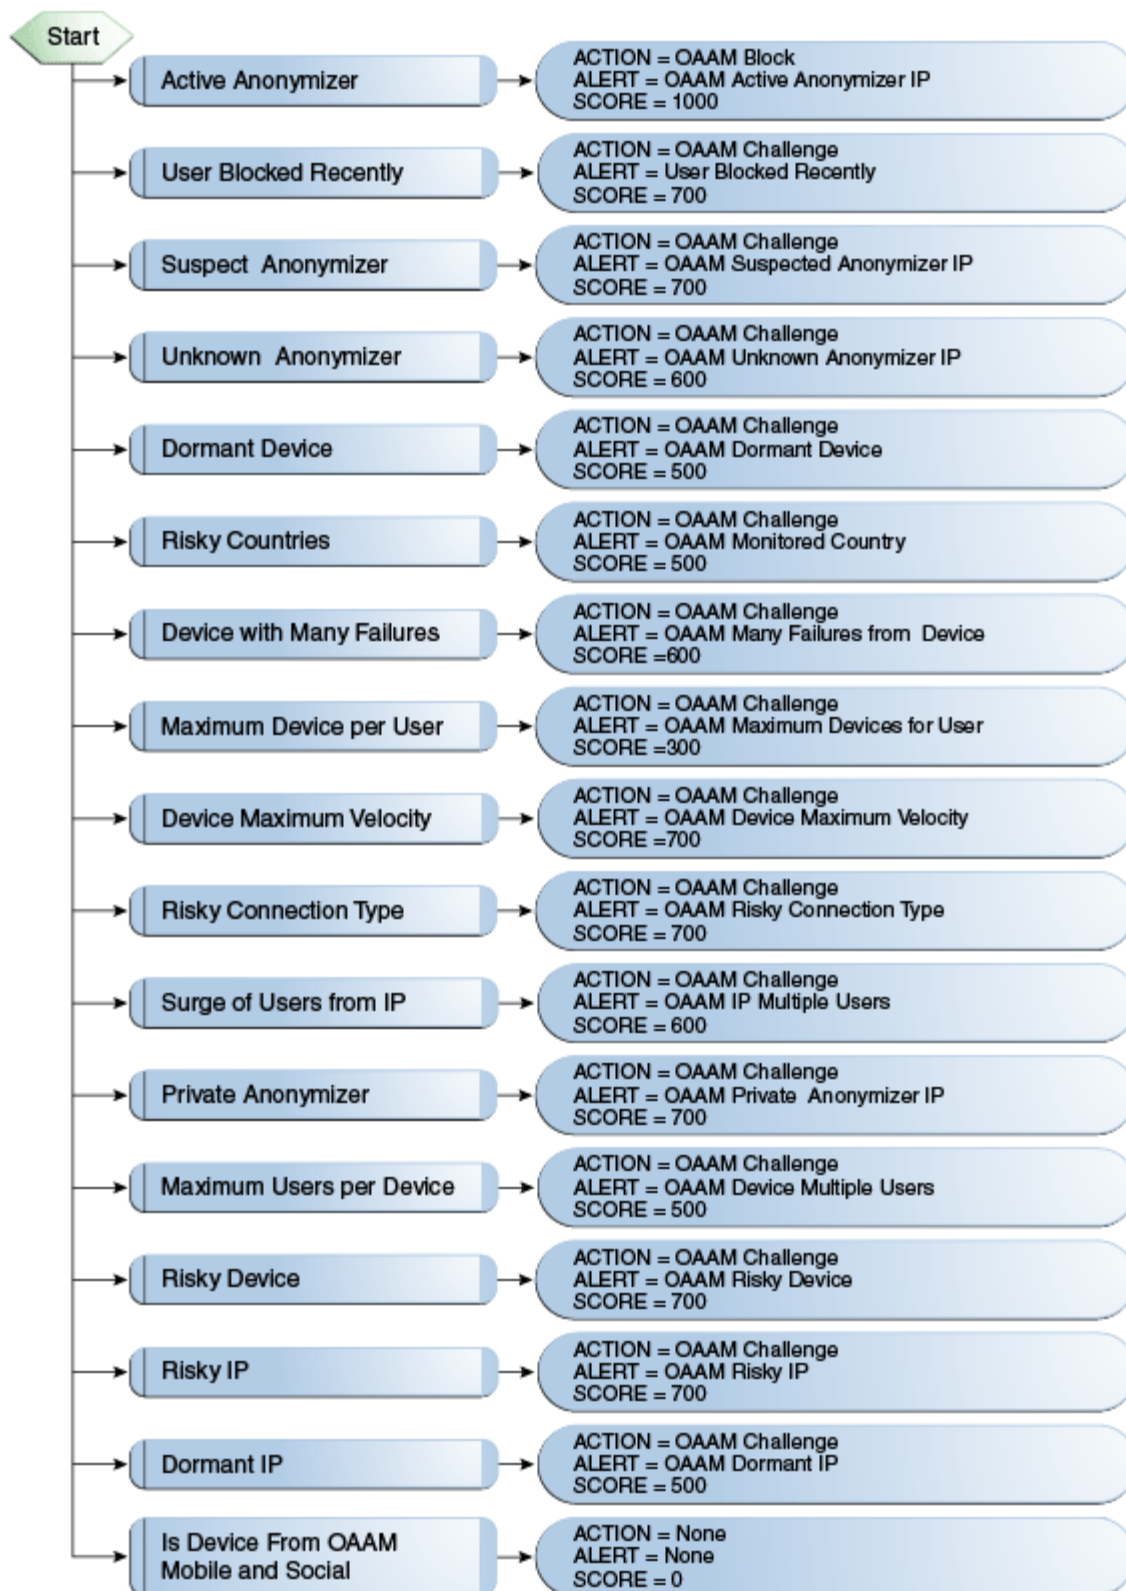 Start
Active Anonymizer
ACTION = OAAM Block
ALERT = OAAM Active Anonymizer IP
SCORE = 1000
User Blocked Recently
ACTION = OAAM Challenge
ALERT = User Blocked Recently
SCORE = 700
Suspect Anonymizer
ACTION = OAAM Challenge
ALERT = OAAM Suspected Anonymizer IP
SCORE = 700
Unknown Anonymizer
ACTION = OAAM Challenge
ALERT = OAAM Unknown Anonymizer IP
SCORE = 600
Dormant Device
ACTION = OAAM Challenge
ALERT = OAAM Dormant Device
SCORE = 500
Risky Countries
ACTION = OAAM Challenge
ALERT = OAAM Monitored Country
SCORE = 500
Device with Many Failures
ACTION = OAAM Challenge
ALERT = OAAM Many Failures from Device
SCORE =600
Maximum Device per User
ACTION = OAAM Challenge
ALERT = OAAM Maximum Devices for User
SCORE =300
Device Maximum Velocity
ACTION = OAAM Challenge
ALERT = OAAM Device Maximum Velocity
SCORE =700
Risky Connection Type
ACTION = OAAM Challenge
ALERT = OAAM Risky Connection Type
SCORE = 700
Surge of Users from IP
ACTION = OAAM Challenge
ALERT = OAAM IP Multiple Users
SCORE = 600
Private Anonymizer
ACTION = OAAM Challenge
ALERT = OAAM Private Anonymizer IP
SCORE = 700
Maximum Users per Device
ACTION = OAAM Challenge
ALERT = OAAM Device Multiple Users
SCORE = 500
Risky Device
ACTION = OAAM Challenge
ALERT = OAAM Risky Device
SCORE = 700
Risky IP
ACTION = OAAM Challenge
ALERT = OAAM Risky IP
SCORE = 700
Dormant IP
ACTION = OAAM Challenge
ALERT = OAAM Dormant IP
SCORE = 500
Is Device From OAAM
Mobile and Social
ACTION = None
ALERT = None
SCORE = 0